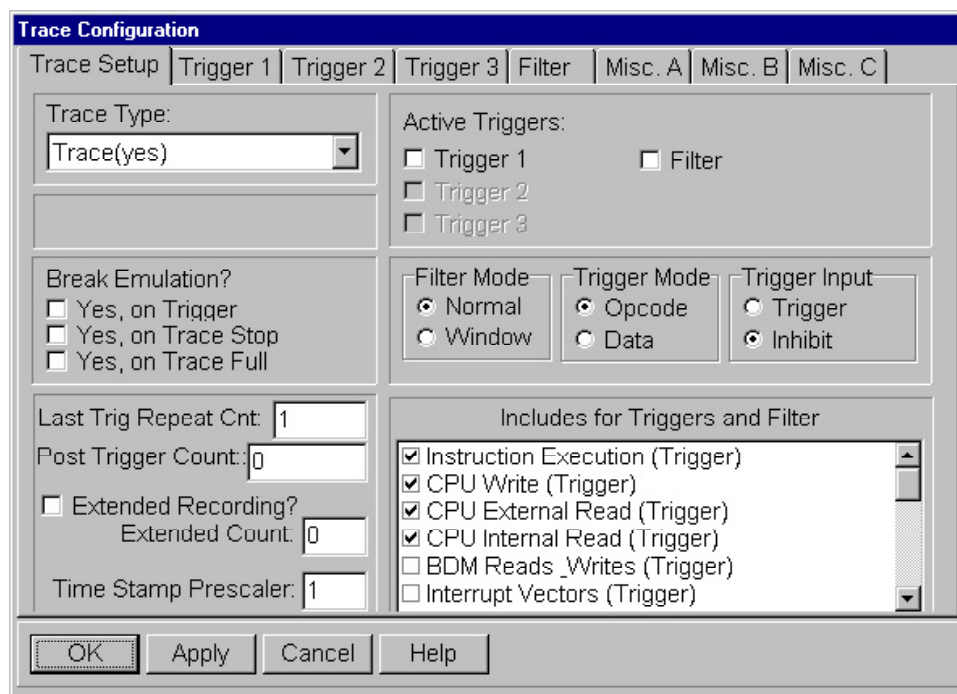 Trace Configuration
Trace Setup Trigger 1 Trigger 2 Trigger 3 Filter Misc. A Misc. B Misc. C
Trace Type:
Trace(yes)
Active Triggers:
Trigger 1 Filter
Trigger 2
Trigger 3
Break Emulation?
Yes, on Trigger
Yes, on Trace Stop
Yes, on Trace Full
Filter Mode
Normal
Window
Trigger Mode
Opcode
Data
Trigger Input
Trigger
Inhibit
Last Trig Repeat Cnt: 1
Post Trigger Count:: 0
Extended Recording?
Extended Count: 0
Time Stamp Prescaler: 1
Includes for Triggers and Filter
Instruction Execution (Trigger)
CPU Write (Trigger)
CPU External Read (Trigger)
CPU Internal Read (Trigger)
BDM Reads _Writes (Trigger)
Interrupt Vectors (Trigger)
OK Apply Cancel Help